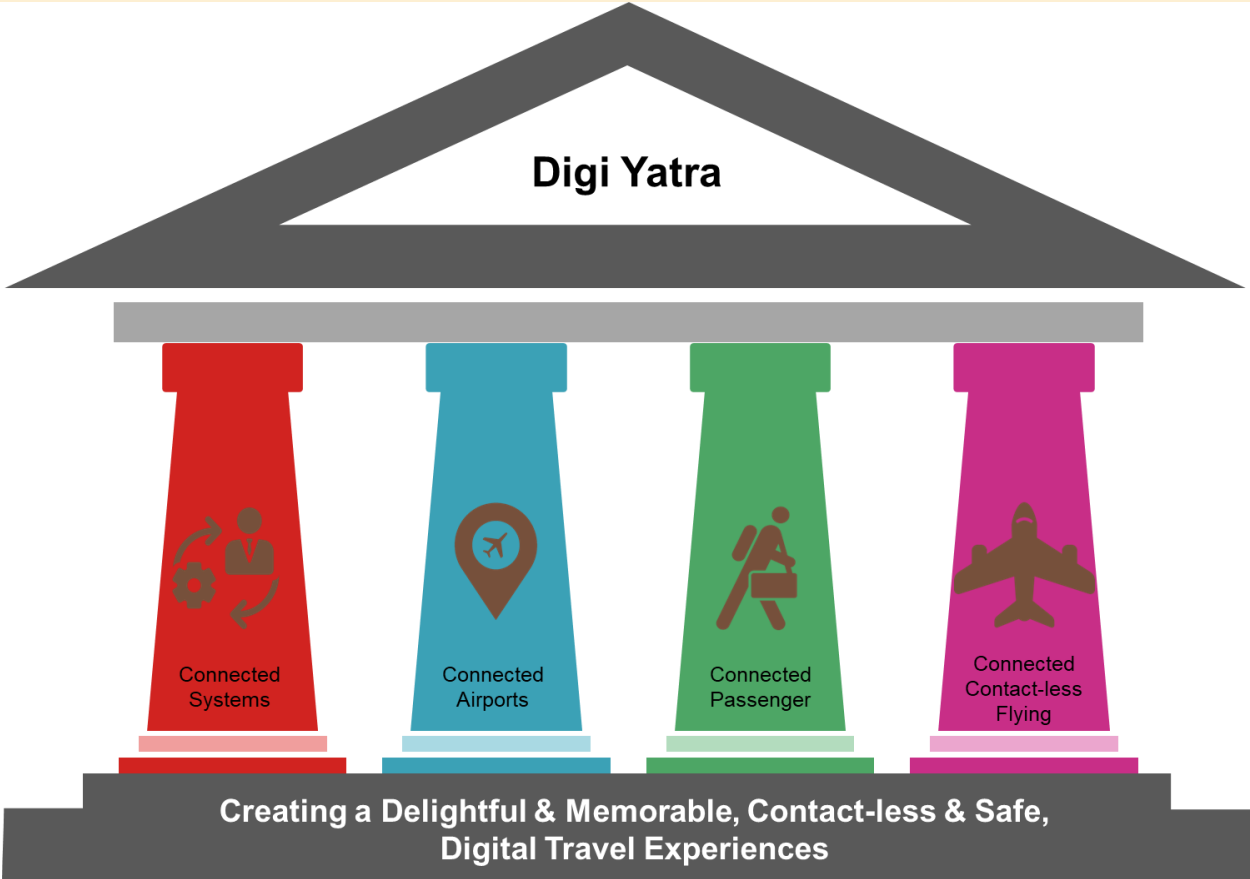 Digi Yatra
Connected
Systems
Connected
Airports
Connected
Passenger
Connected
Contact-less
Flying
Creating a Delightful & Memorable, Contact-less & Safe,
Digital Travel Experiences